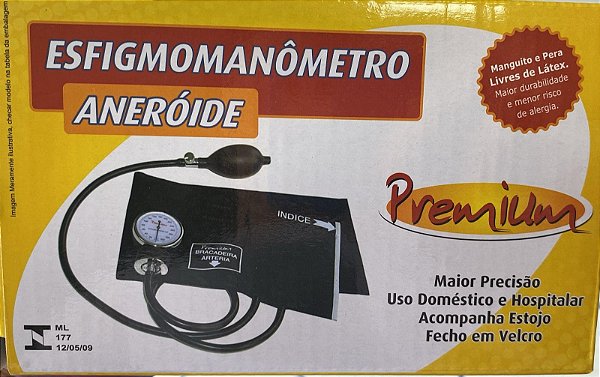 Imagem Meramente ilustrativa, checar modelo na tabela da embalagem
ESFIGMOMANÔMETRO
ANERÓIDE
Manguito e Pera
Livres de Látex.
Maior durabilidade
e menor risco
de alergia.
INDICE
Premium
BRAÇADEIRA
ARTERIA
Premium
Maior Precisão
Uso Doméstico e Hospitalar
Acompanha Estojo
Fecho em Velcro
ML
177
12/05/09